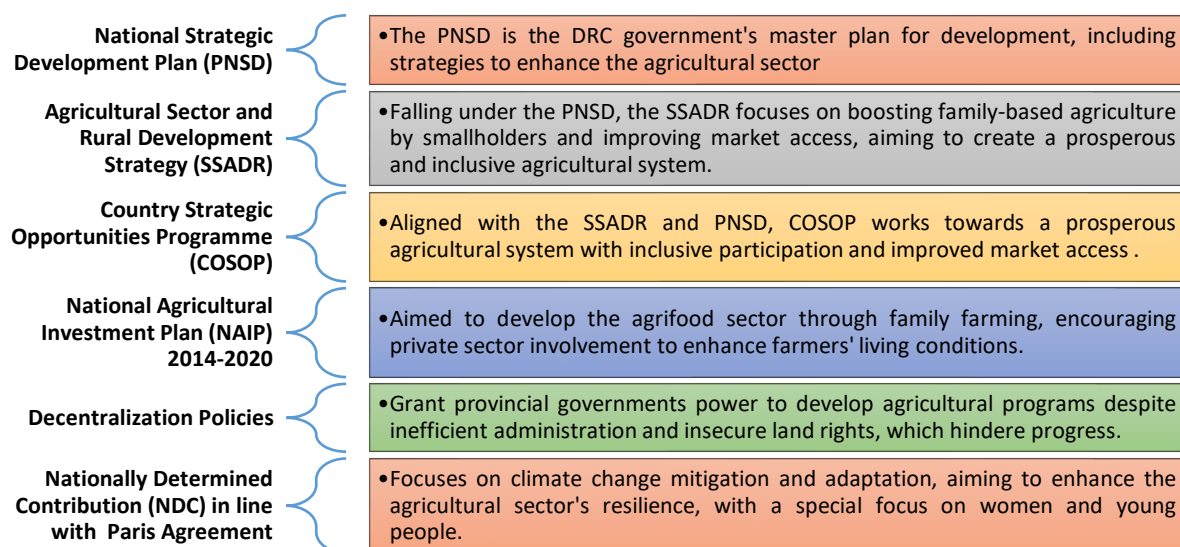 National Strategic
Development Plan (PNSD)
•The PNSD is the DRC government's master plan for development, including
strategies to enhance the agricultural sector
Agricultural Sector and
Rural Development
Strategy (SSADR)
•Falling under the PNSD, the SSADR focuses on boosting family-based agriculture
by smallholders and improving market access, aiming to create a prosperous
and inclusive agricultural system.
Country Strategic
Opportunities Programme
(COSOP)
•Aligned with the SSADR and PNSD, COSOP works towards a prosperous
agricultural system with inclusive participation and improved market access .
National Agricultural
Investment Plan (NAIP)
2014-2020
•Aimed to develop the agrifood sector through family farming, encouraging
private sector involvement to enhance farmers' living conditions.
Decentralization Policies
•Grant provincial governments power to develop agricultural programs despite
inefficient administration and insecure land rights, which hindere progress.
Nationally Determined
Contribution (NDC) in line
with  Paris Agreement
•Focuses on climate change mitigation and adaptation, aiming to enhance the
agricultural sector's resilience, with a special focus on women and young
people.